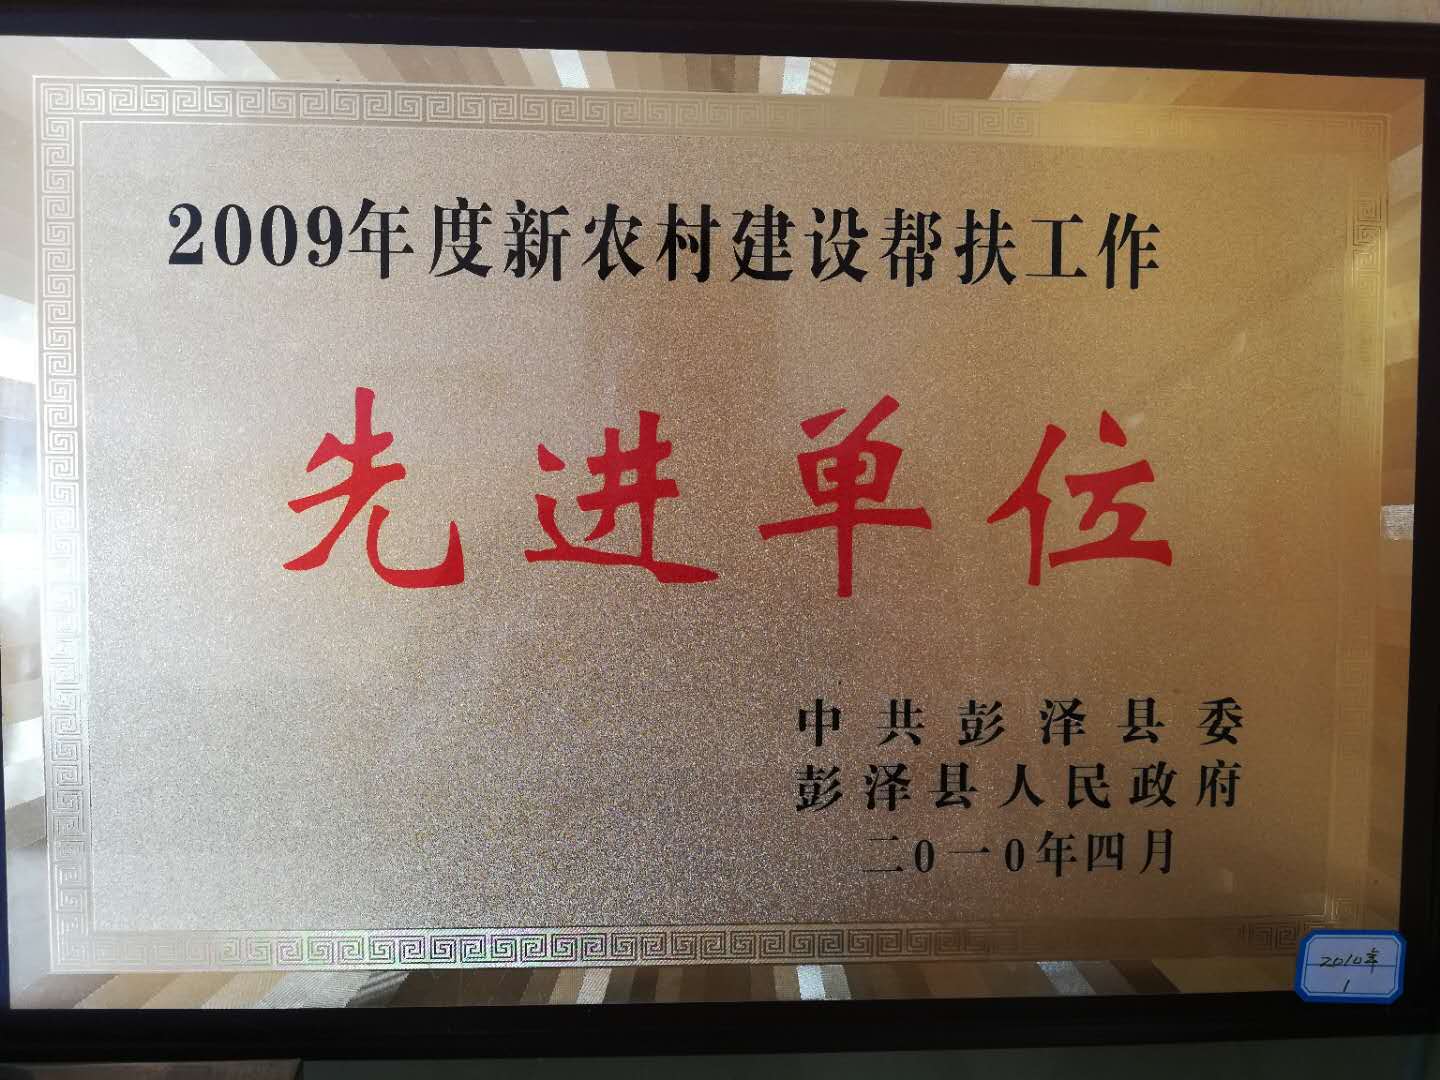 2009年度新农村建设帮扶工作
先进单位
中共彭泽县委
彭泽县人民政府
二0一0年四月
2010年
1